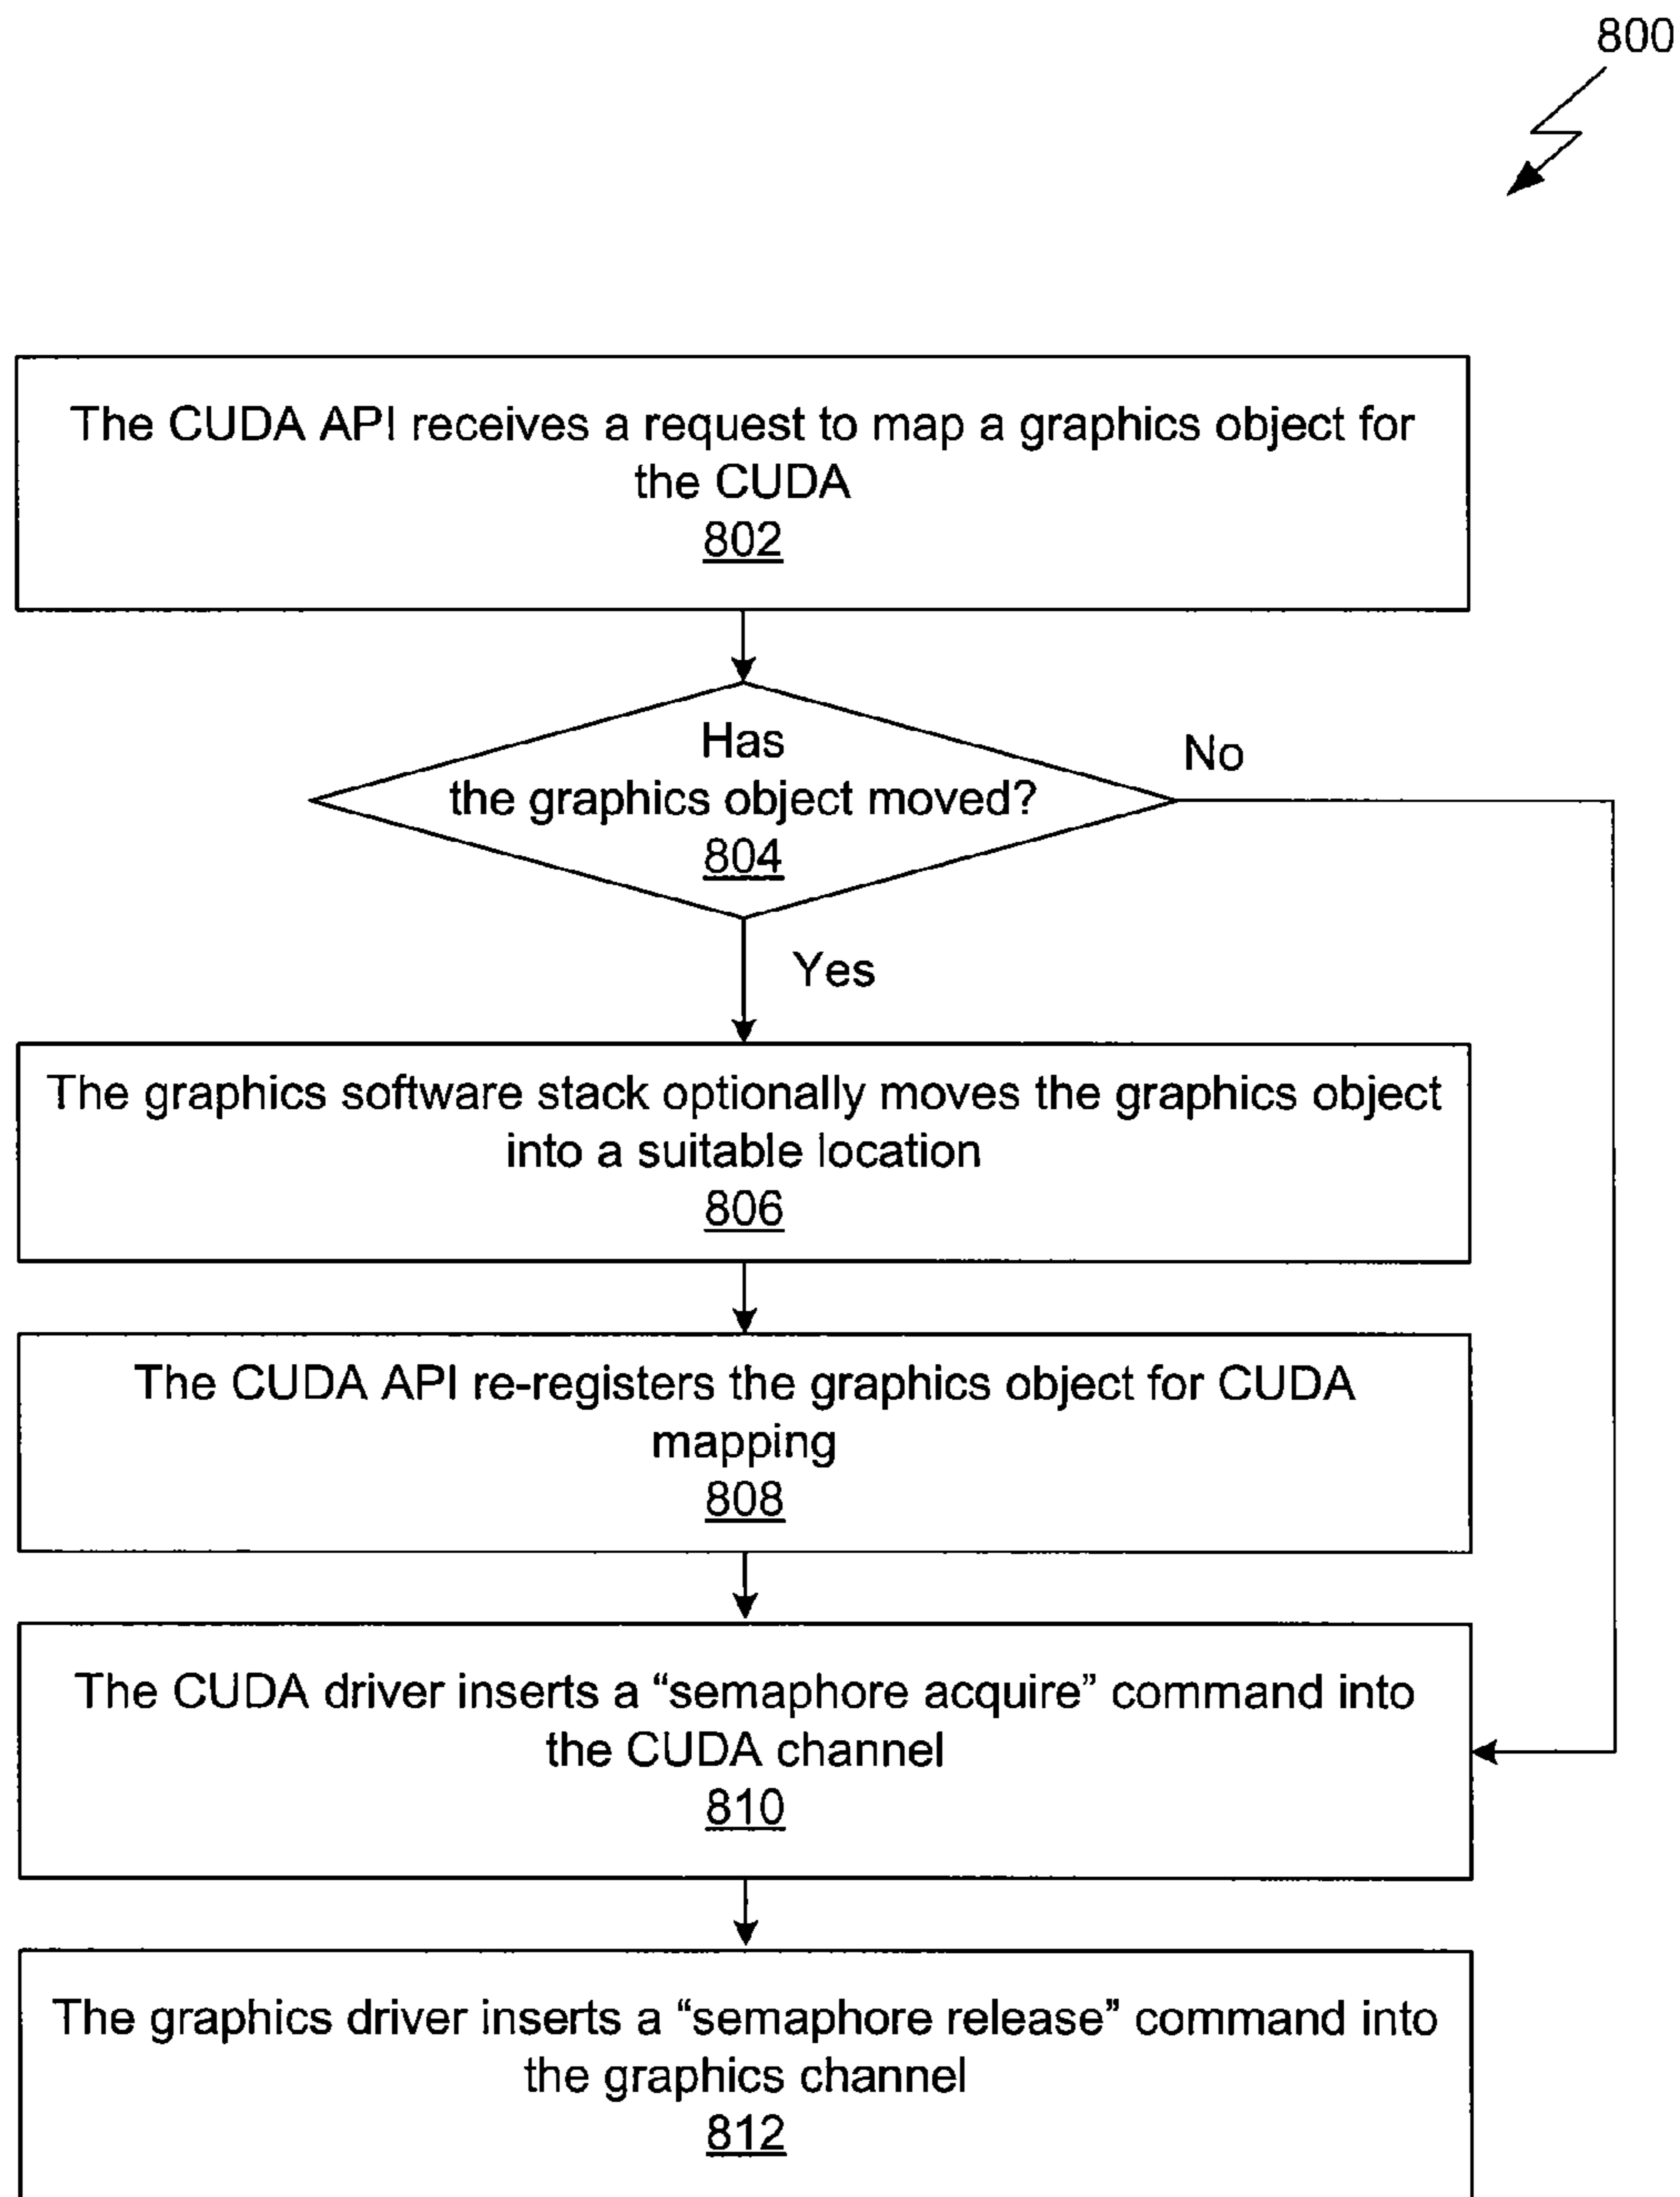 800
The CUDA API receives a request to map a graphics object for
the CUDA
802
Has
the graphics object moved?
804
No
Yes
The graphics software stack optionally moves the graphics object
into a suitable location
806
The CUDA API re-registers the graphics object for CUDA
mapping
808
The CUDA driver inserts a “semaphore acquire” command into
the CUDA channel
810
The graphics driver inserts a “semaphore release” command into
the graphics channel
812